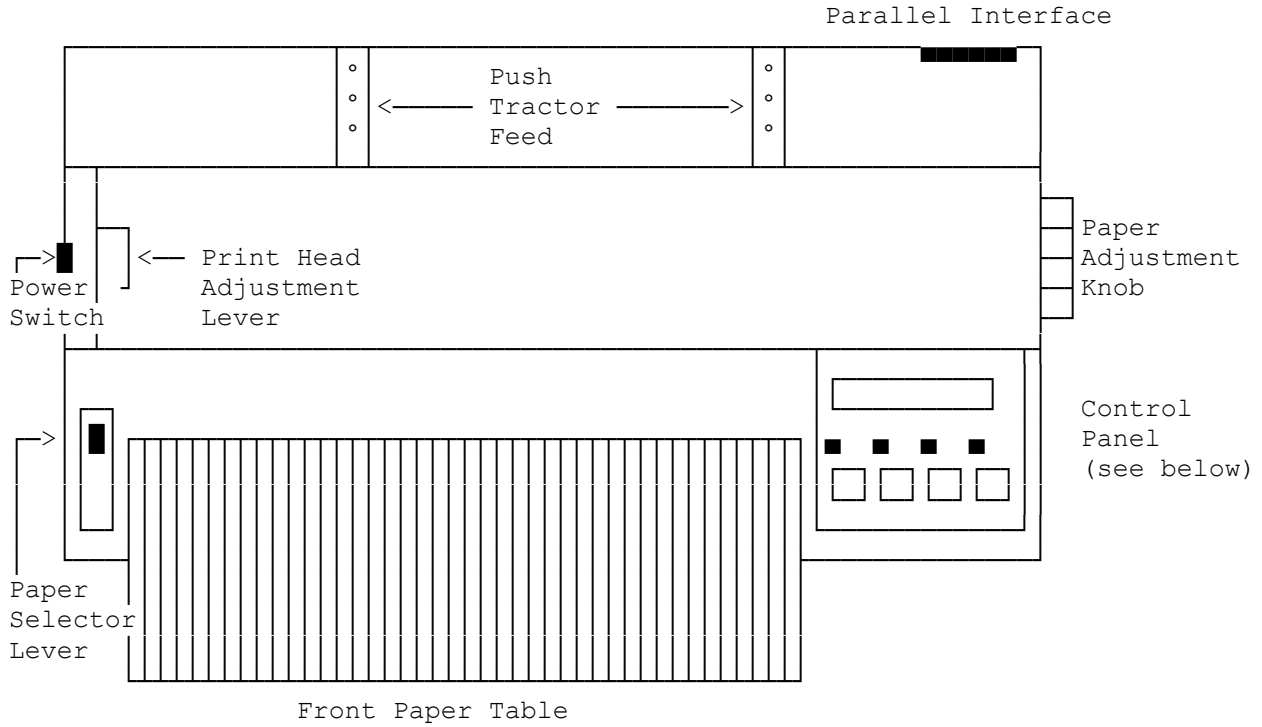 Parallel Interface
Push
Tractor
Feed
Paper
Adjustment
Knob
Print Head
Adjustment
Lever
Power
Switch
Control
Panel
(see below)
Paper
Selector
Lever
Front Paper Table